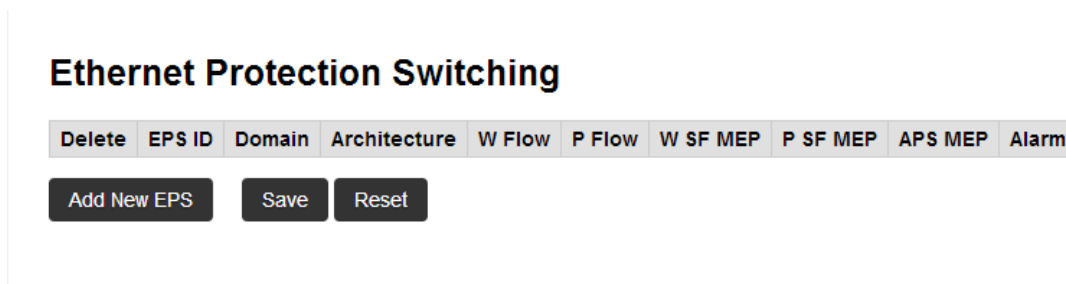 Ethernet Protection Switching
Delete EPS ID Domain Architecture W Flow P Flow W SF MEP P SF MEP APS MEP Alarm
Add New EPS Save Reset